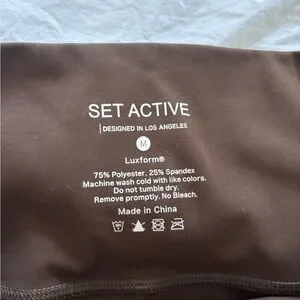 SET ACTIVE
DESIGNED IN LOS ANGELES
M
Luxform®
75% Polyester, 25% Spandex
Machine wash cold with like colors.
Do not tumble dry.
Remove promptly. No Bleach.
Made in China